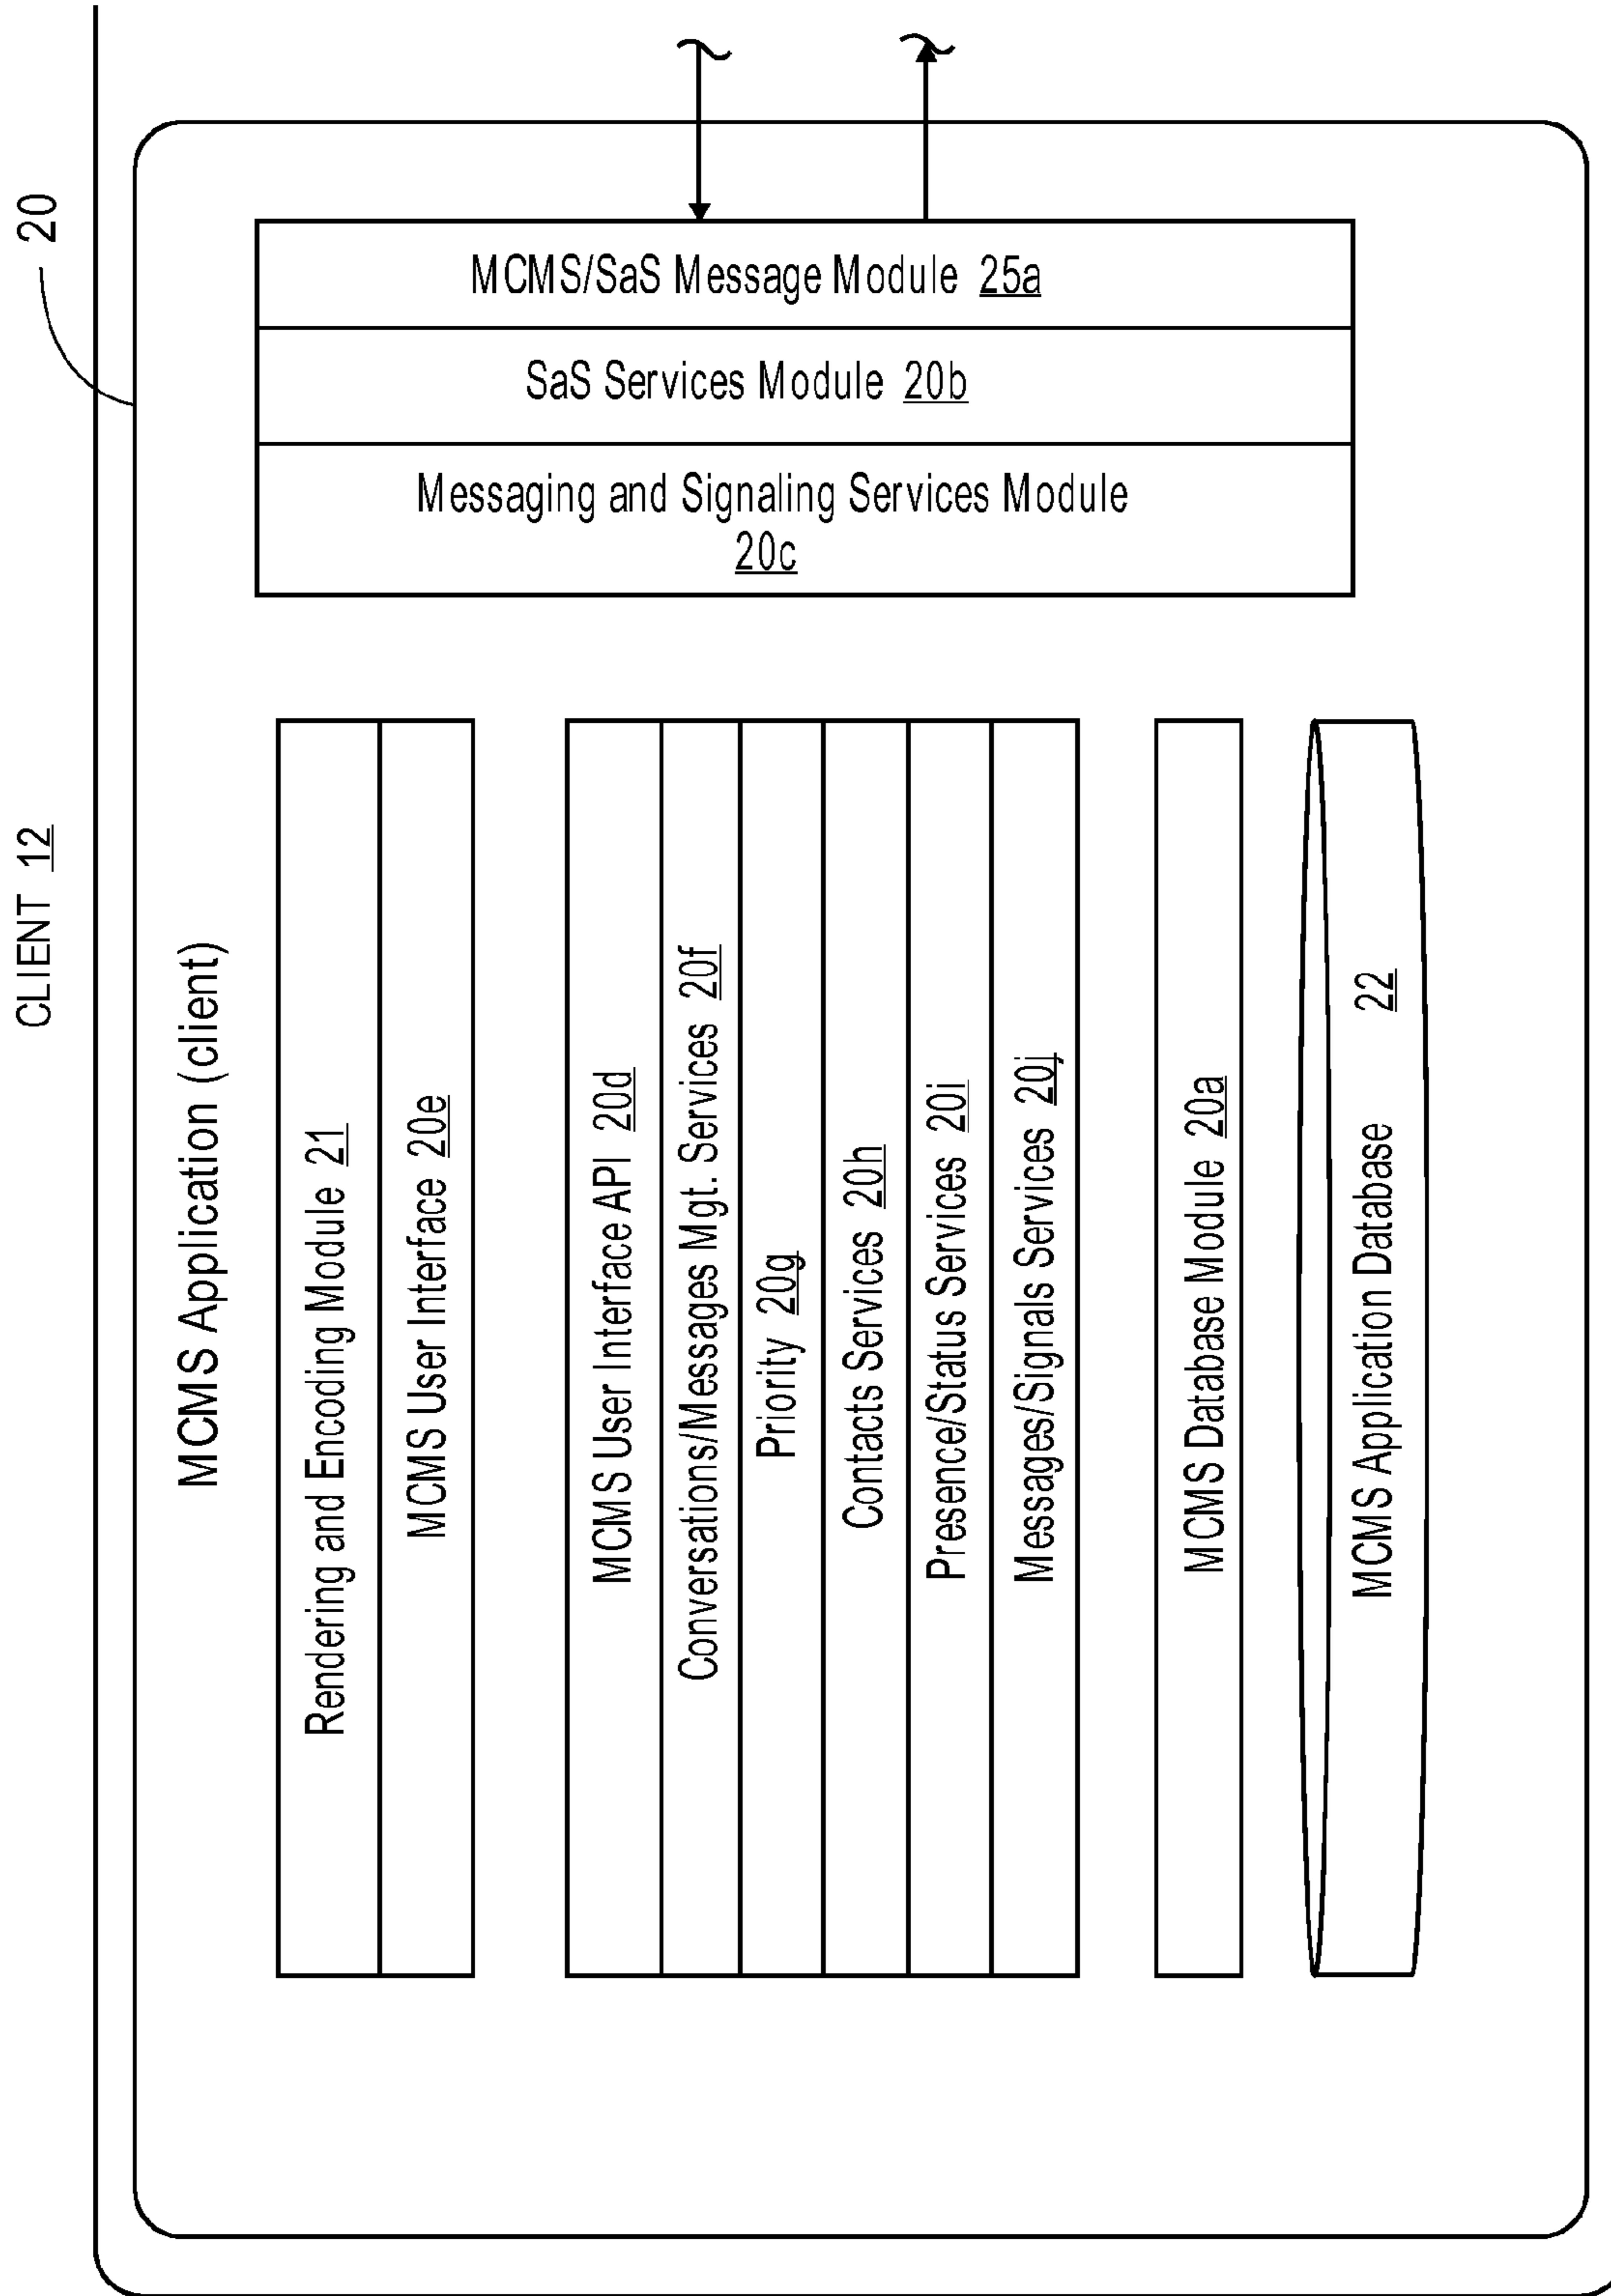 CLIENT 12
20
MCMS Application (client)
Rendering and Encoding Module 21
MCMS User Interface 20e
MCMS User Interface API 20d
Conversations/Messages Mgt. Services 20f
Priority 20g
Contacts Services 20h
Presence/Status Services 20i
Messages/Signals Services 20j
MCMS Database Module 20a
MCMS Application Database
22
MCMS/SaS Message Module 25a
SaS Services Module 20b
Messaging and Signaling Services Module
20c